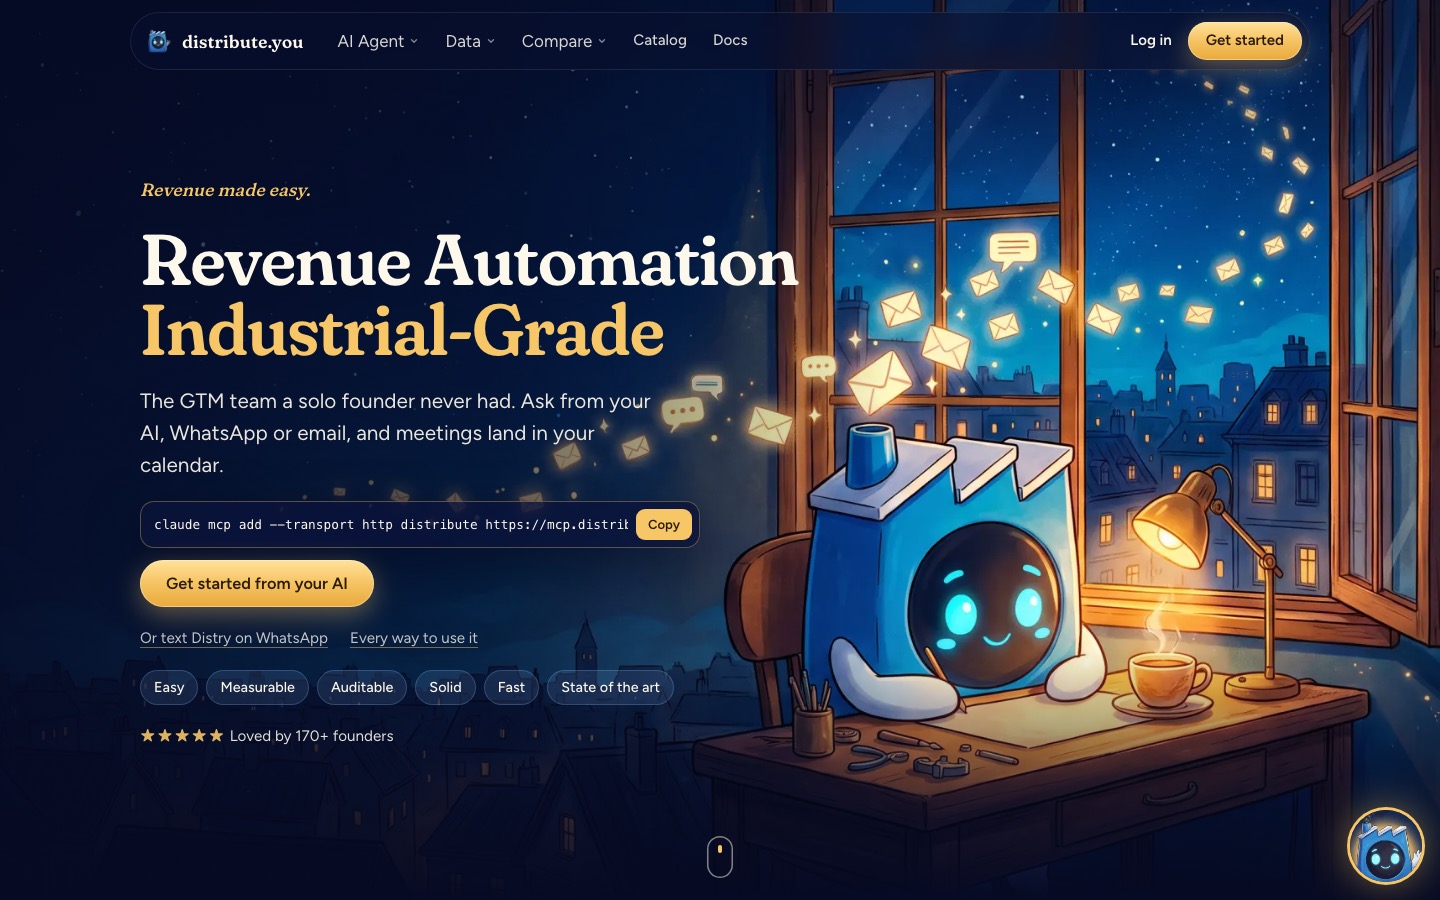 distribute.you
AI Agent
Data
Compare
Catalog
Docs
Log in
Get started
Revenue made easy.
Revenue Automation
Industrial-Grade
The GTM team a solo founder never had. Ask from your
AI, WhatsApp or email, and meetings land in your
calendar.
claude mcp add --transport http distribute https://mcp.distrib
Copy
Get started from your AI
Or text Distry on WhatsApp
Every way to use it
Easy
Measurable
Auditable
Solid
Fast
State of the art
★★★★★ Loved by 170+ founders